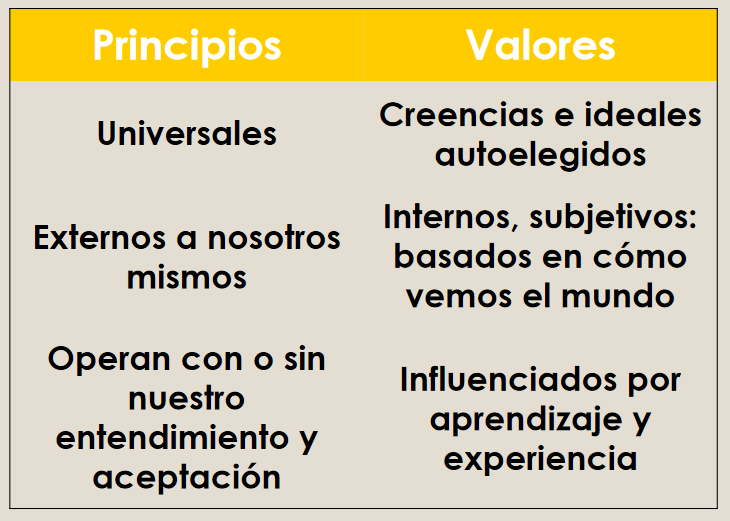 Principios
Valores
Universales
Creencias e ideales
autoelegidos
Externos a nosotros
mismos
Internos, subjetivos:
basados en cómo
vemos el mundo
Operan con o sin
nuestro
entendimiento y
aceptación
Influenciados por
aprendizaje y
experiencia